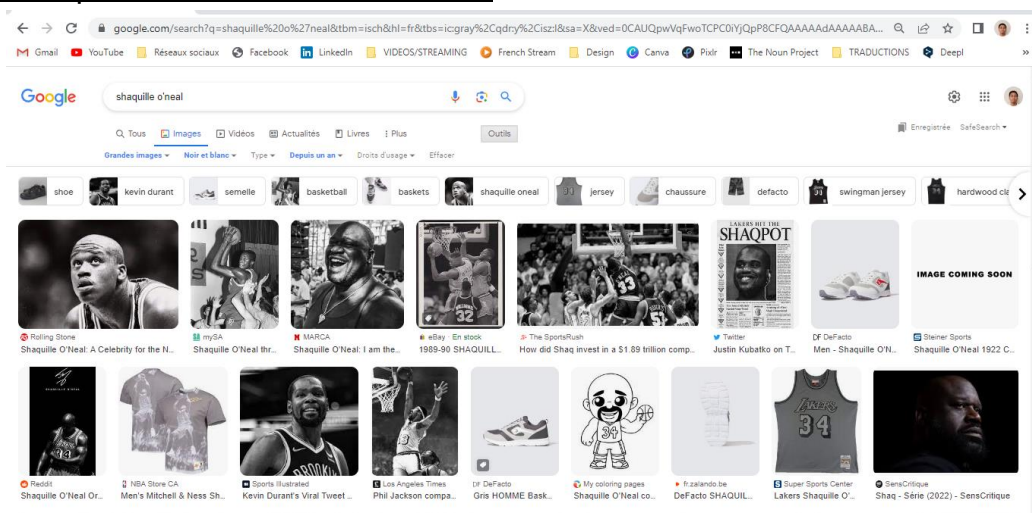 google.com/search?q=shaquille%20o%27neal&tbm=isch&hl=fr&tbs=ic:gray%2Cqdr:y%2Cisz:l&sa=X&ved=0CAUQpwVqFwoTCPC0iYjQpP8CFQAAAAAdAAAAABA...
Gmail YouTube Réseaux sociaux Facebook LinkedIn VIDEOS/STREAMING French Stream Design Canva Pixlr The Noun Project TRADUCTIONS Deepl »
Google shaquille o'neal
Tous Images Vidéos Actualités Livres Plus Outils Enregistrée SafeSearch
Grandes images Noir et blanc Type Depuis un an Droits d'usage Effacer
shoe kevin durant semelle basketball baskets shaquille oneal jersey chaussure defacto swingman jersey hardwood cla
LAKERS HIT THE
SHAQPOT
32
33
IMAGE COMING SOON
Rolling Stone mySA MARCA eBay · En stock The SportsRush Twitter DF DeFacto Steiner Sports
Shaquille O'Neal: A Celebrity for the N... Shaquille O'Neal thr... Shaquille O'Neal: I am the... 1989-90 SHAQUILL... How did Shaq invest in a $1.89 trillion comp... Justin Kubatko on T... Men - Shaquille O'N... Shaquille O'Neal 1922 C...
34
34
Lakers
34
Reddit NBA Store CA Sports Illustrated Los Angeles Times DF DeFacto My coloring pages fr.zalando.be Super Sports Center SensCritique
Shaquille O'Neal Or... Men's Mitchell & Ness Sh... Kevin Durant's Viral Tweet ... Phil Jackson compa... Gris HOMME Bask... Shaquille O'Neal co... DeFacto SHAQUIL... Lakers Shaquille O'... Shaq - Série (2022) - SensCritique